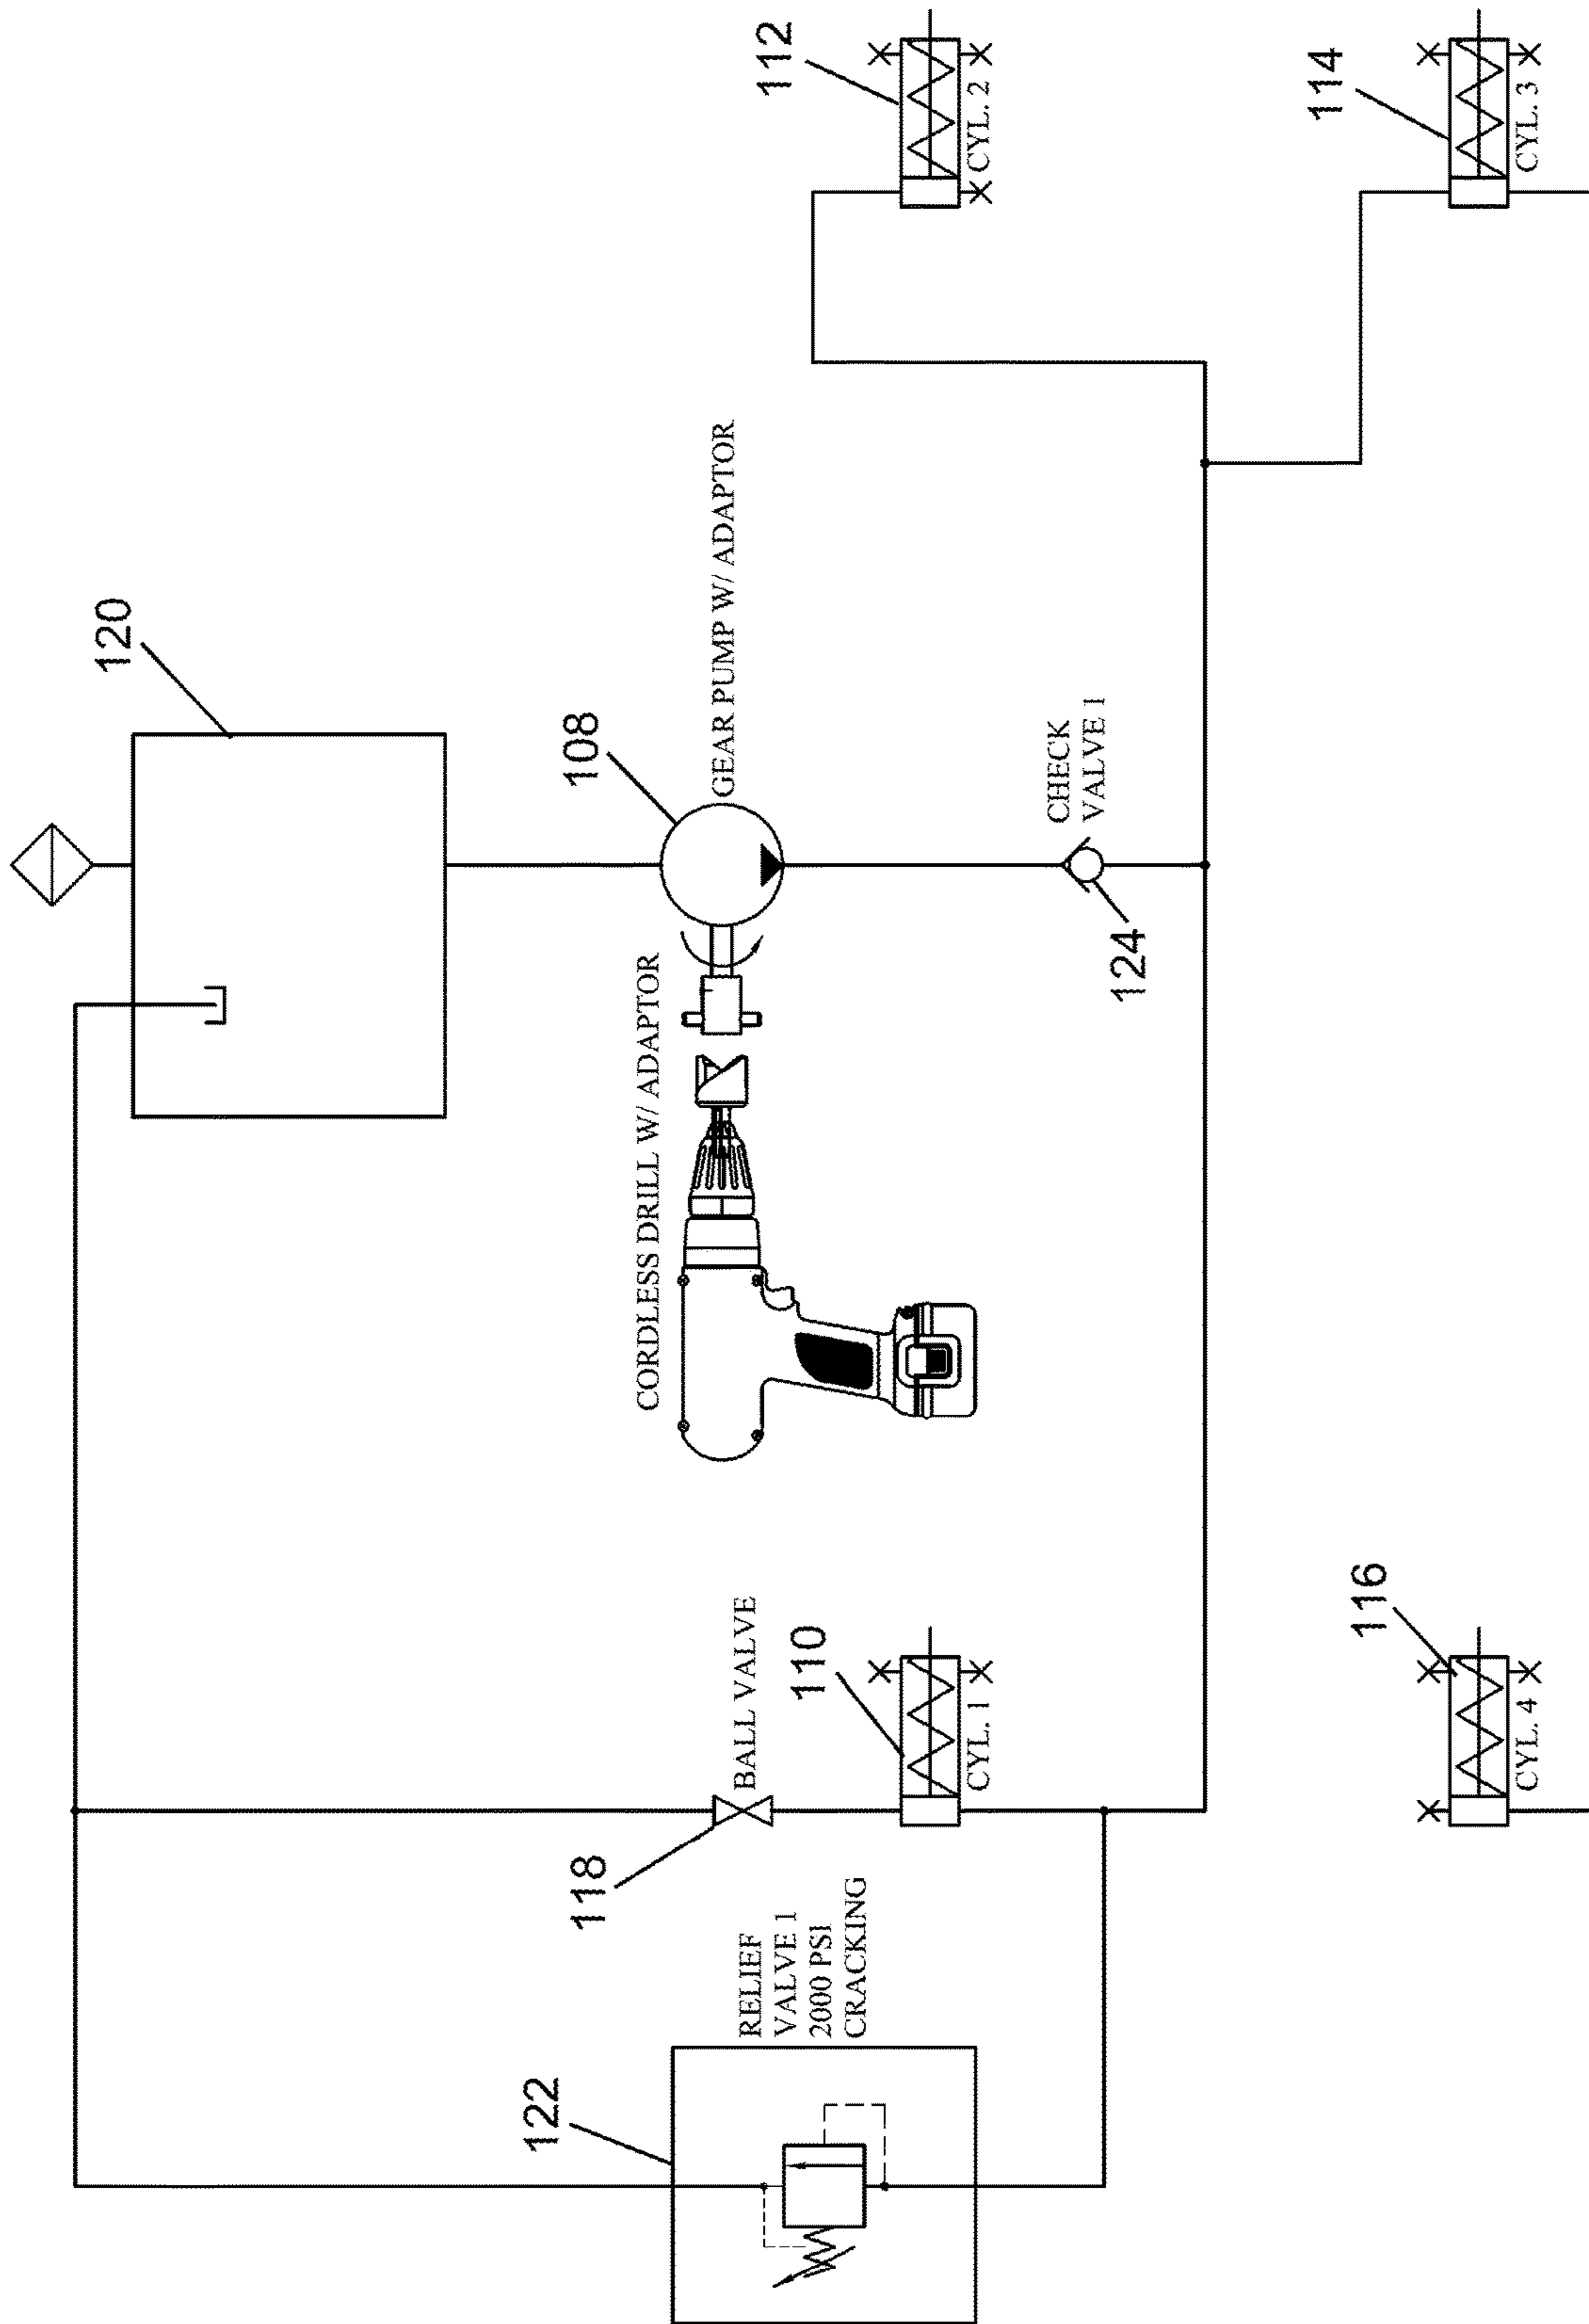 112
CYL. 2
114
CYL. 3
120
108
GEAR PUMP W/ ADAPTOR
CHECK
VALVE 1
124
CORDLESS DRILL W/ ADAPTOR
BALL VALVE
118
110
CYL. 1
116
CYL. 4
RELIEF
VALVE 1
2000 PSI
CRACKING
122